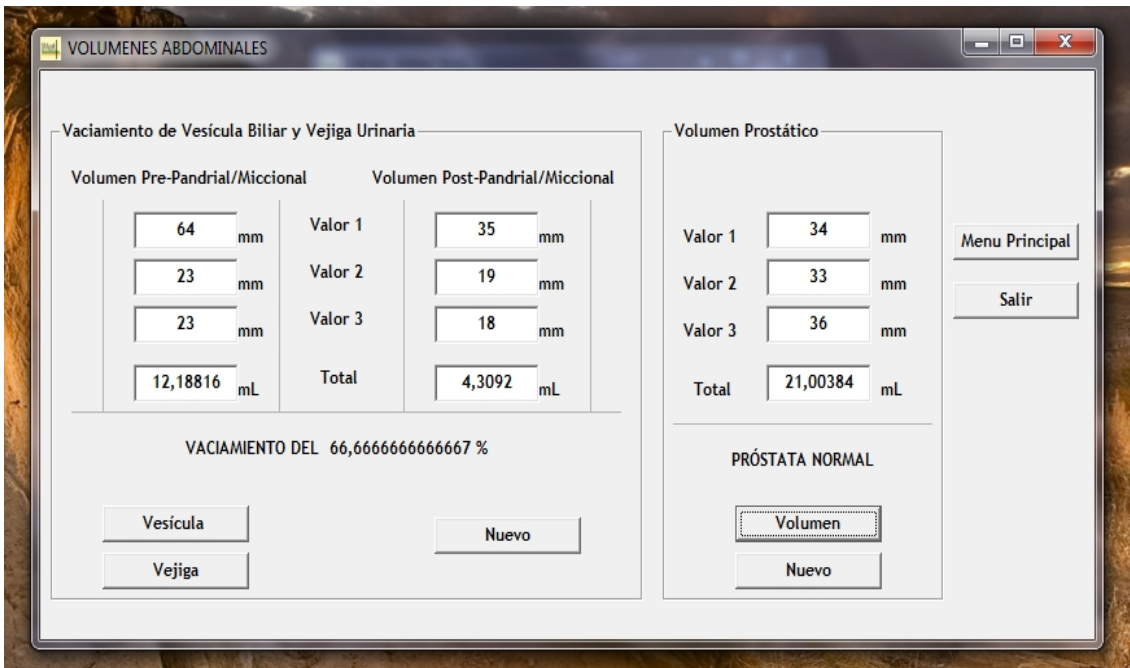 VOLUMENES ABDOMINALES
Vaciamiento de Vesícula Biliar y Vejiga Urinaria
Volumen Pre-Pandrial/Miccional Volumen Post-Pandrial/Miccional
64 mm Valor 1 35 mm
23 mm Valor 2 19 mm
23 mm Valor 3 18 mm
12,18816 mL Total 4,3092 mL
VACIAMIENTO DEL 66,6666666666667 %
Vesícula
Nuevo
Vejiga
Volumen Prostático
Valor 1 34 mm
Valor 2 33 mm
Valor 3 36 mm
Total 21,00384 mL
PRÓSTATA NORMAL
Volumen
Nuevo
Menu Principal
Salir